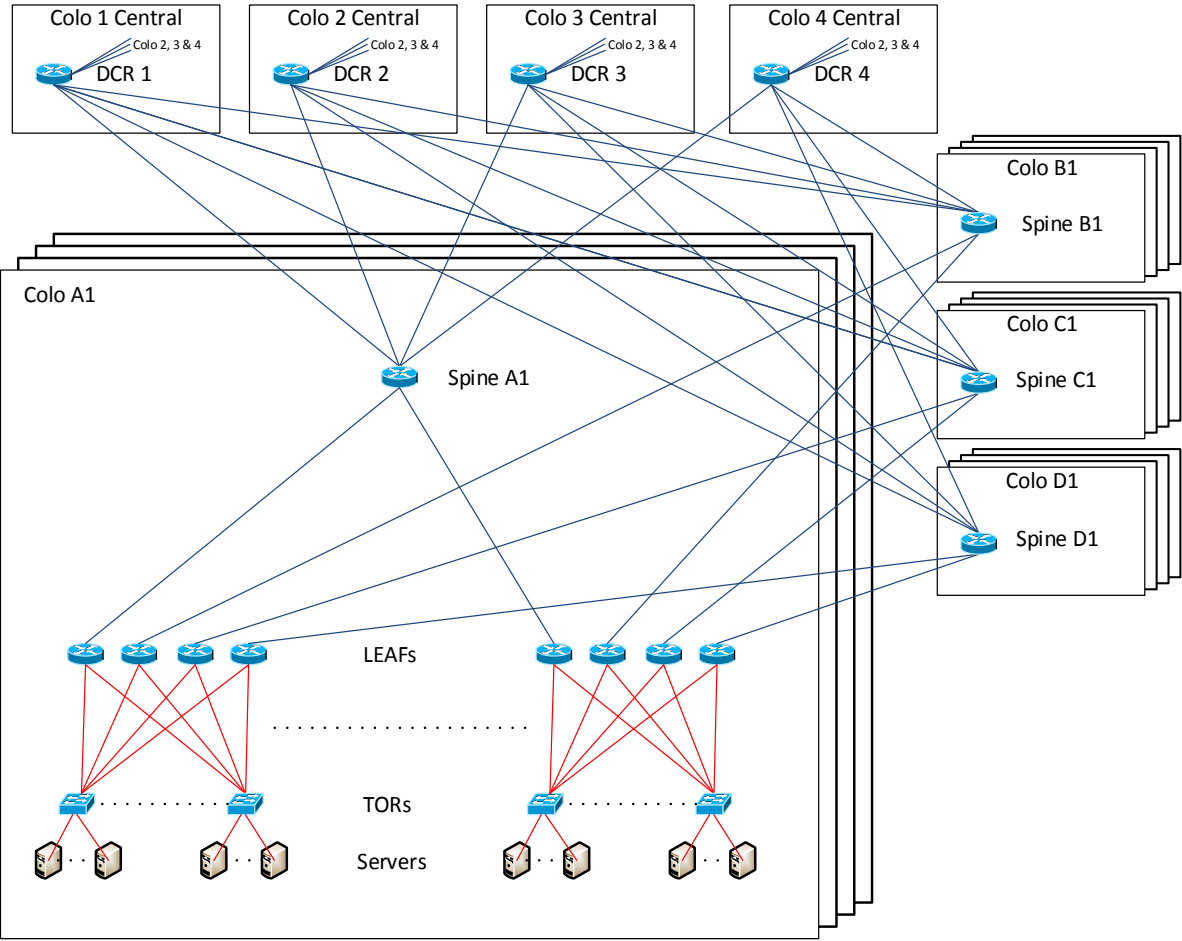 Colo 1 Central
Colo 2, 3 & 4
DCR 1
Colo 2 Central
Colo 2, 3 & 4
DCR 2
Colo 3 Central
Colo 2, 3 & 4
DCR 3
Colo 4 Central
Colo 2, 3 & 4
DCR 4
Colo B1
Spine B1
Colo A1
Spine A1
Colo C1
Spine C1
Colo D1
Spine D1
LEAFs
TORs
Servers